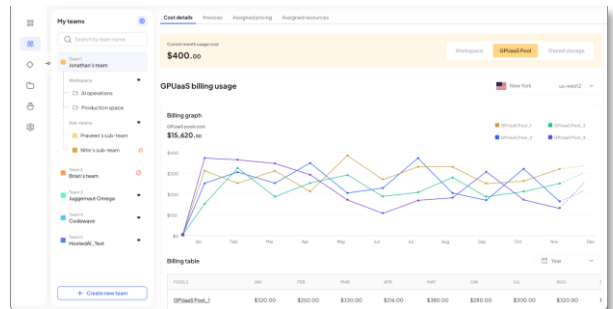 My teams
Search by team name
Team 1
Jonathan's team
Workspace
AI operations
Production space
Sub-teams
Praveen's sub-team
Nitin's sub-team
Team 2
Brian's team
Team 3
Juggernaut Omega
Team 4
Codewave
Team 5
HostedAI_Test
+ Create new team
Cost details Invoices Assigned pricing Assigned resources
Current month usage cost
$400.00
Workspace GPUaaS Pool Shared storage
GPUaaS billing usage
New York us-west2
Billing graph
GPUaaS pools cost
$15,620.00
GPUaaS Pool_1 GPUaaS Pool_3
GPUaaS Pool_2 GPUaaS Pool_4
$400
$300
$200
$100
$0
Jan Feb Mar Apr May Jun Jul Aug Sep Oct Nov Dec
Billing table
Year
POOLS JAN FEB MAR APR MAY JUN JUL AUG
GPUaaS Pool_1 $320.00 $250.00 $330.00 $216.00 $380.00 $280.00 $300.00 $320.00